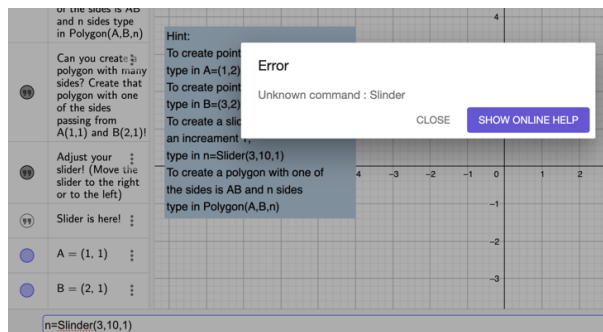 of the sides is AB
and n sides type
in Polygon(A,B,n)
Can you create a
polygon with many
sides? Create that
polygon with one
of the sides
passing from
A(1,1) and B(2,1)!
Adjust your
slider! (Move the
slider to the right
or to the left)
Slider is here!
A = (1, 1)
B = (2, 1)
n=Slinder(3,10,1)
Hint:
To create point
type in A=(1,2)
To create point
type in B=(3,2)
To create a slid
an increament 1,
type in n=Slider(3,10,1)
To create a polygon with one of
the sides is AB and n sides
type in Polygon(A,B,n)
Error
Unknown command : Slinder
CLOSE
SHOW ONLINE HELP
4
-4 -3 -2 -1 0 1 2
-1
-2
-3